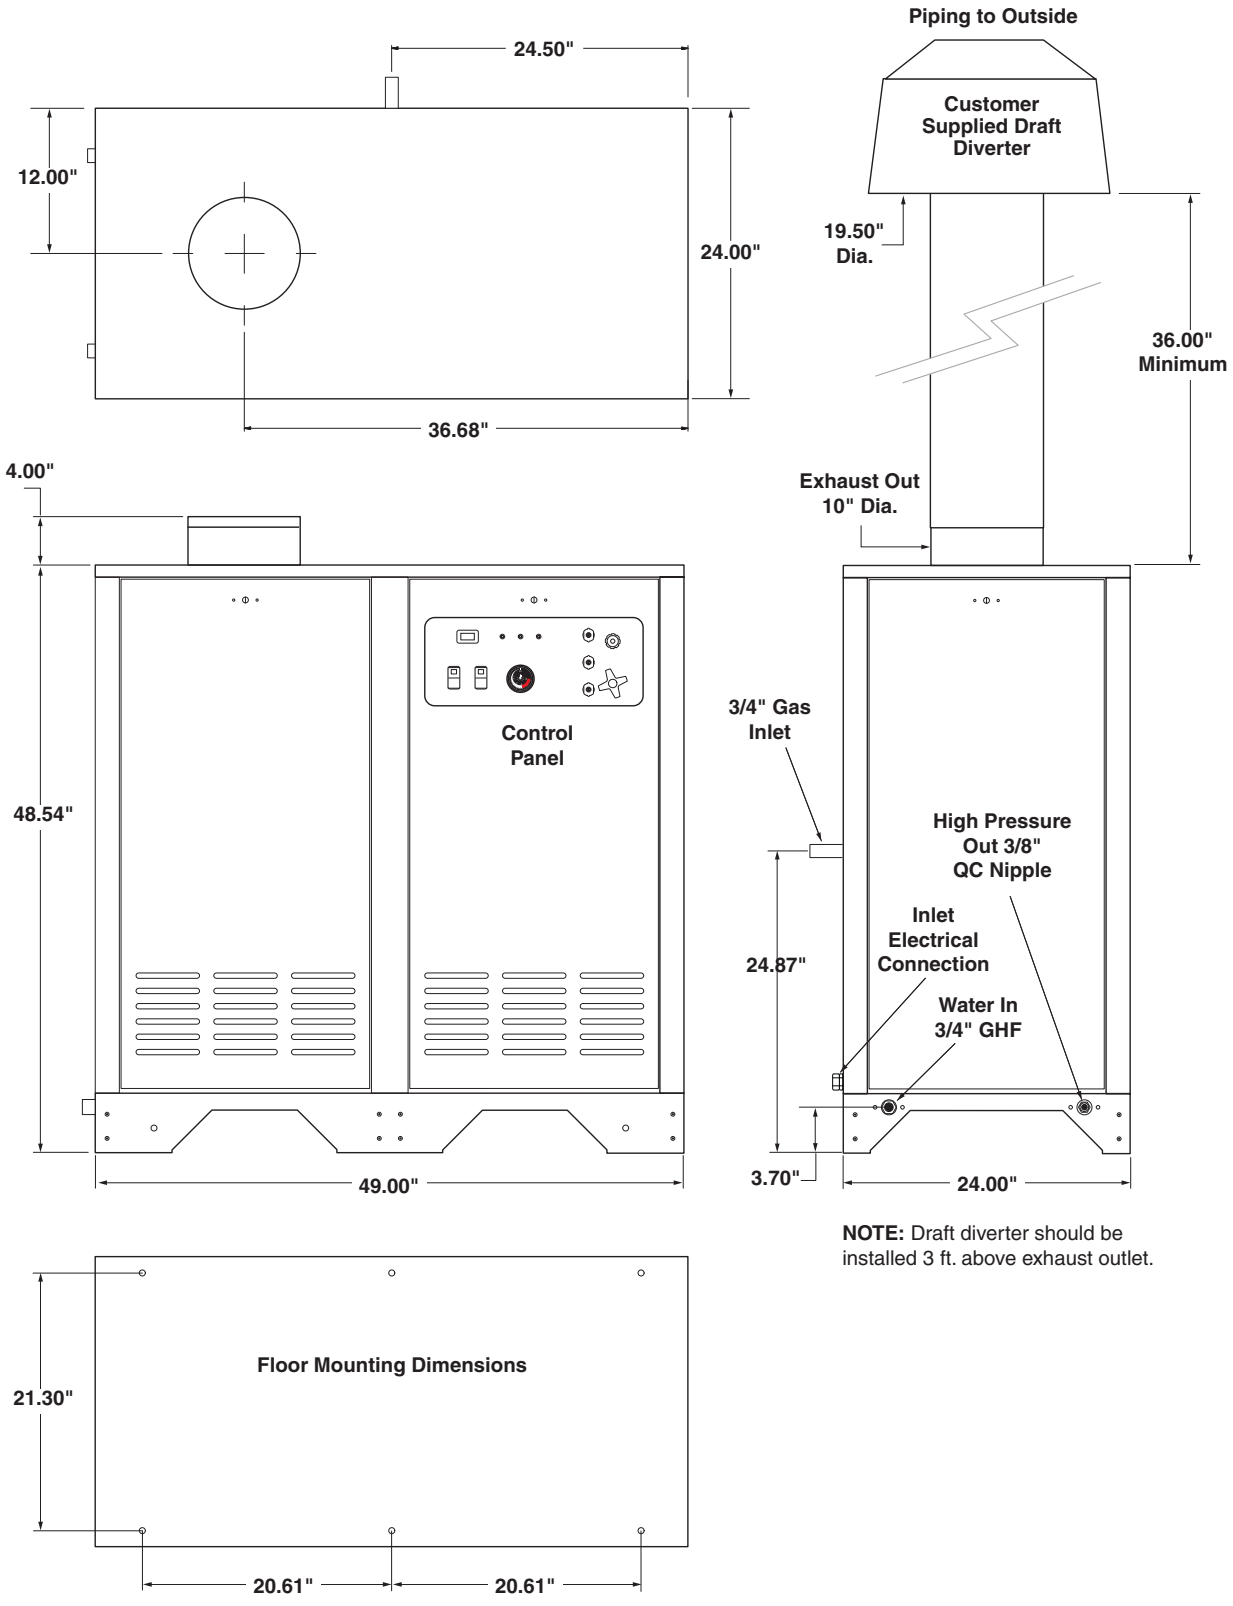 Piping to Outside
24.50"
Customer
Supplied Draft
Diverter
12.00"
19.50"
Dia.
24.00"
36.00"
Minimum
36.68"
4.00"
Exhaust Out
10" Dia.
3/4" Gas
Inlet
Control
Panel
48.54"
High Pressure
Out 3/8"
QC Nipple
Inlet
Electrical
Connection
24.87"
Water In
3/4" GHF
3.70"
49.00"
24.00"
NOTE: Draft diverter should be
installed 3 ft. above exhaust outlet.
Floor Mounting Dimensions
21.30"
20.61"
20.61"